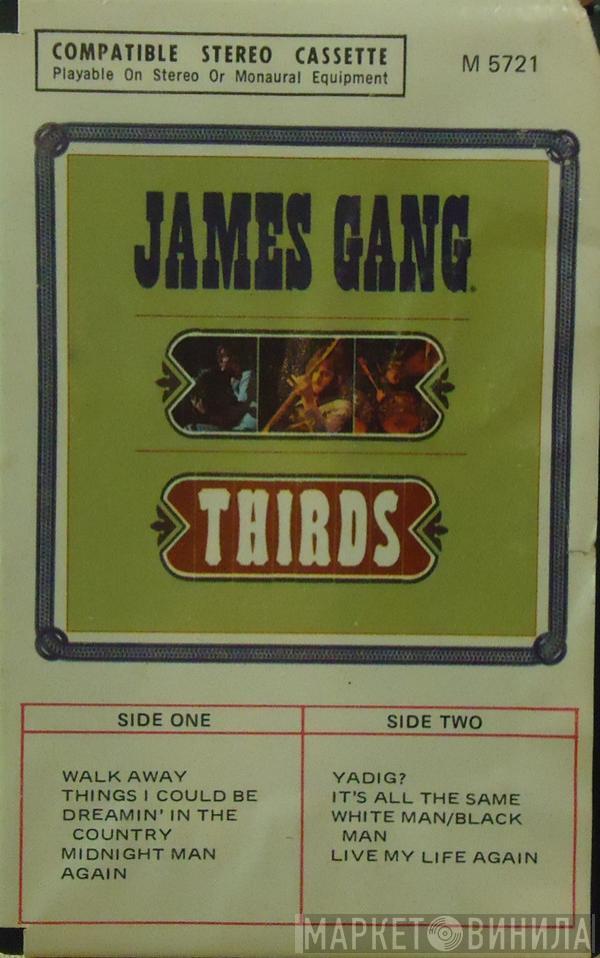 COMPATIBLE STEREO CASSETTE
Playable On Stereo Or Monaural Equipment
M 5721
JAMES GANG
THIRDS
SIDE ONE
WALK AWAY
THINGS I COULD BE
DREAMIN' IN THE
COUNTRY
MIDNIGHT MAN
AGAIN
SIDE TWO
YADIG?
IT'S ALL THE SAME
WHITE MAN/BLACK
MAN
LIVE MY LIFE AGAIN
МАРКЕТ ВИНИЛА